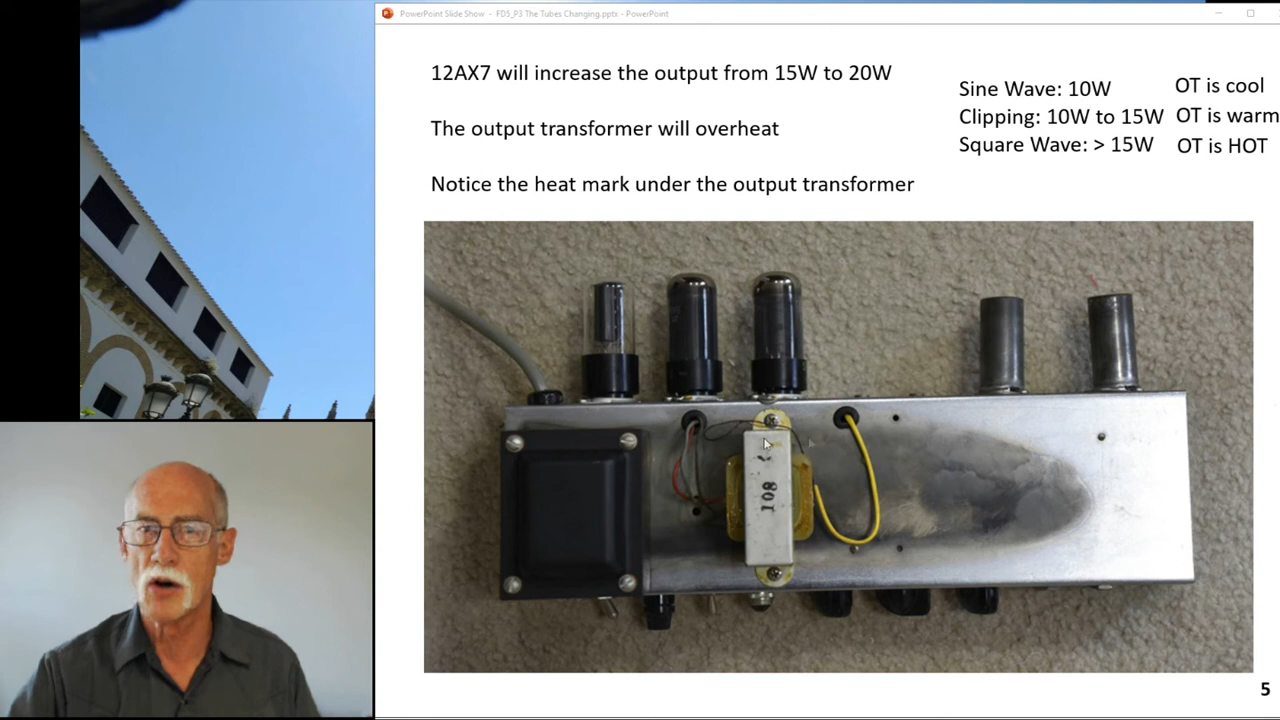 PowerPoint Slide Show - FD5_P3 The Tubes Changing.pptx - PowerPoint
12AX7 will increase the output from 15W to 20W
The output transformer will overheat
Notice the heat mark under the output transformer
Sine Wave: 10W OT is cool
Clipping: 10W to 15W OT is warm
Square Wave: > 15W OT is HOT
108
5